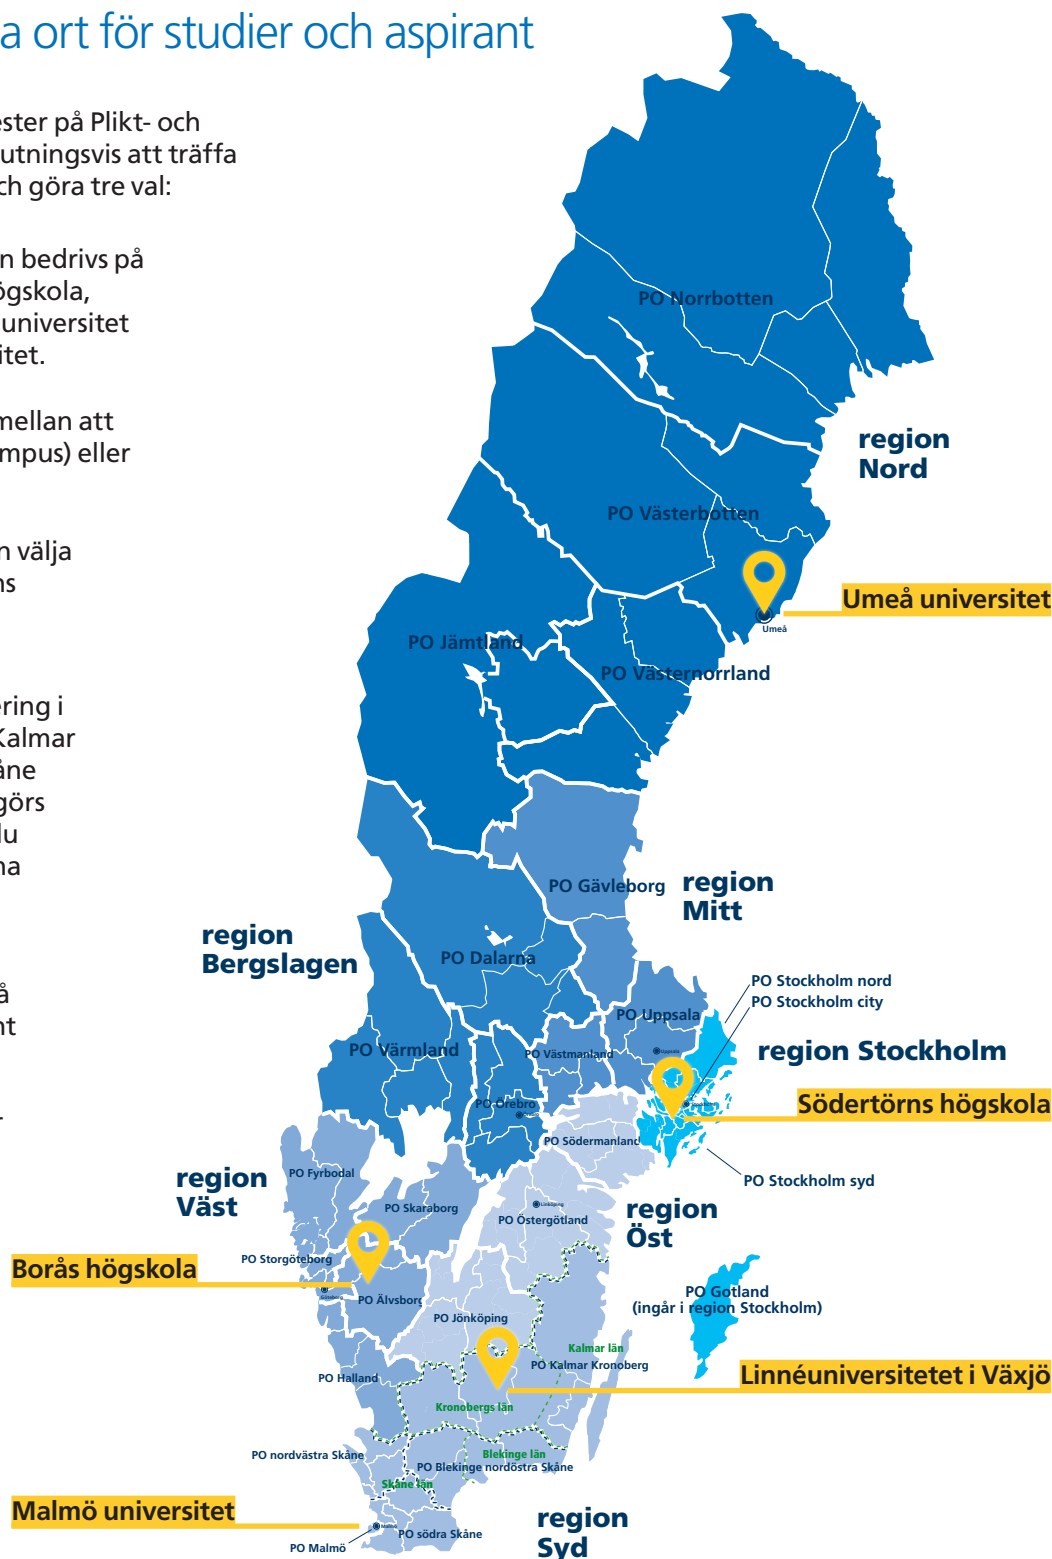 a ort för studier och aspirant
ester på Plikt- och
utningsvis att träffa
ch göra tre val:
n bedrivs på
ögskola,
universitet
itet.
mellan att
mpus) eller
n välja
ns
ering i
Kalmar
åne
görs
du
na
å
nt
PO Norrbotten
region
Nord
PO Västerbotten
Umeå universitet
Umeå
PO Jämtland
PO Västernorrland
PO Gävleborg
region
Mitt
region
Bergslagen
PO Dalarna
PO Stockholm nord
PO Stockholm city
PO Uppsala
Uppsala
PO Värmland
PO Västmanland
region Stockholm
PO Örebro
Södertörns högskola
PO Södermanland
PO Fyrbodal
region
Väst
PO Skaraborg
PO Stockholm syd
Linköping
PO Östergötland
region
Öst
PO Storgöteborg
Borås högskola
Göteborg
PO Älvsborg
PO Gotland
(ingår i region Stockholm)
PO Jönköping
Kalmar län
PO Kalmar Kronoberg
PO Halland
Linnéuniversitetet i Växjö
Kronobergs län
PO nordvästra Skåne
Blekinge län
PO Blekinge nordöstra Skåne
Skåne län
Malmö universitet
Malmö
PO södra Skåne
PO Malmö
region
Syd